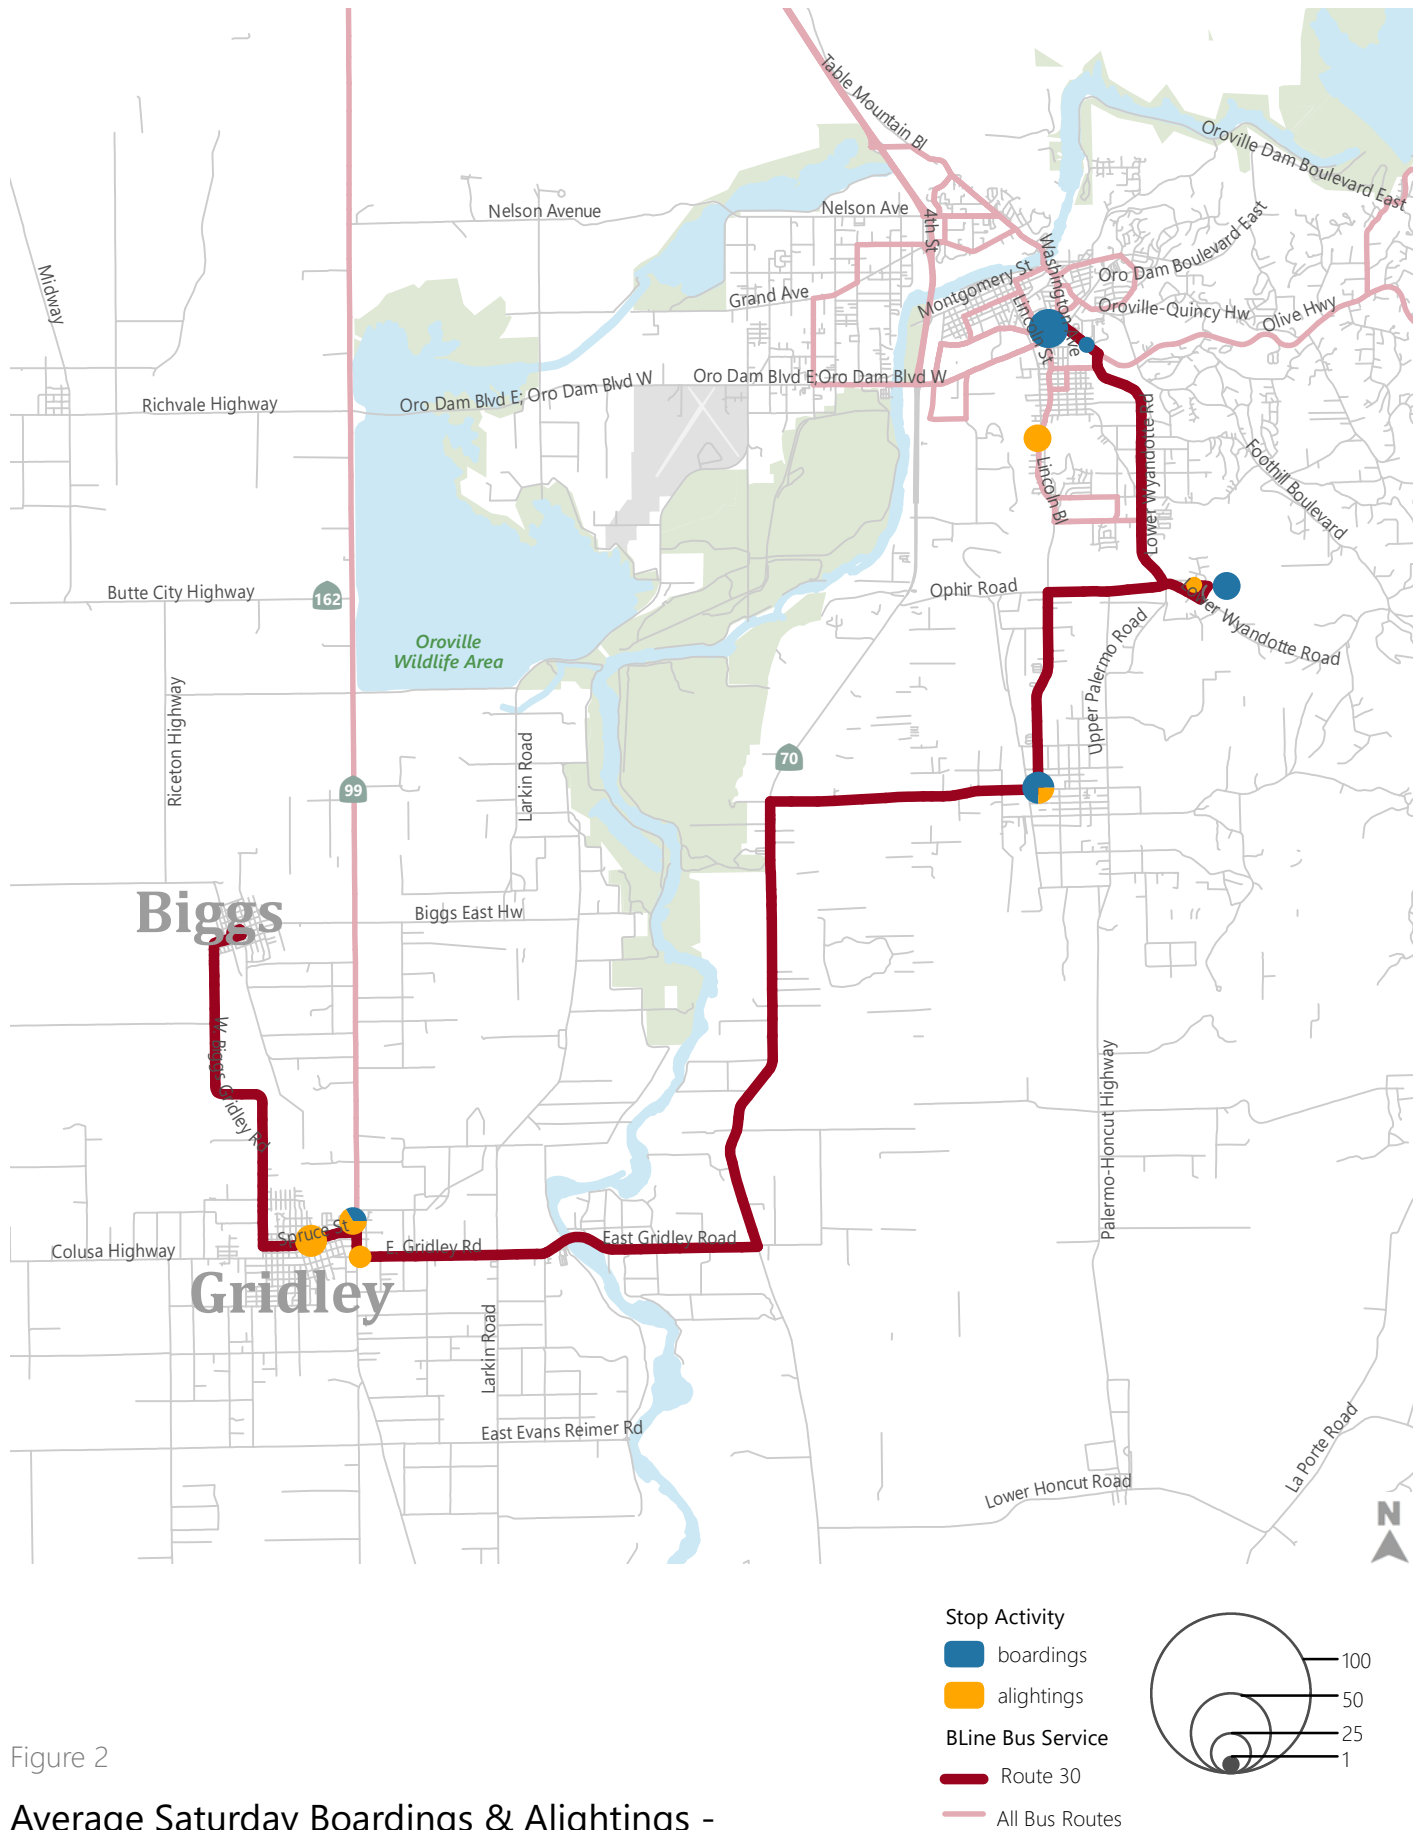 Table Mountain Bl
Oroville Dam Boulevard East
Nelson Avenue
Nelson Ave
4th St
Washington Ave
Oro Dam Boulevard East
Midway
Montgomery St
Grand Ave
Lincoln St
Oroville-Quincy Hw
Olive Hwy
Richvale Highway
Oro Dam Blvd E; Oro Dam Blvd W
Oro Dam Blvd E;Oro Dam Blvd W
Lower Wyandotte Rd
Foothill Boulevard
Lincoln Bl
Butte City Highway
162
Ophir Road
Lower Wyandotte Road
Oroville
Wildlife Area
Upper Palermo Road
Riceton Highway
Larkin Road
70
99
Biggs
Biggs East Hw
W. Biggs Gridley Rd
Palermo-Honcut Highway
Spruce St
Colusa Highway
E. Gridley Rd
East Gridley Road
Gridley
Larkin Road
East Evans Reimer Rd
La Porte Road
Lower Honcut Road
N
Stop Activity
boardings
alightings
100
50
25
1
BLine Bus Service
Route 30
All Bus Routes
Figure 2
Average Saturday Boardings & Alightings -